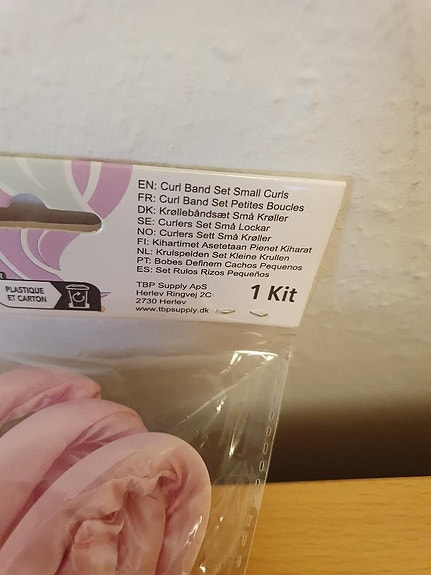 EN: Curl Band Set Small Curls
FR: Curl Band Set Petites Boucles
DK: Krøllebåndsæt Små Krøller
SE: Curlers Set Små Lockar
NO: Curlers Sett Små Krøller
FI: Kihartimet Asetetaan Pienet Kiharat
NL: Krulspelden Set Kleine Krullen
PT: Bobes Definem Cachos Pequenos
ES: Set Rulos Rizos Pequeños
TBP Supply ApS
Herlev Ringvej 2C
2730 Herlev
www.tbpsupply.dk
1 Kit
PLASTIQUE
ET CARTON